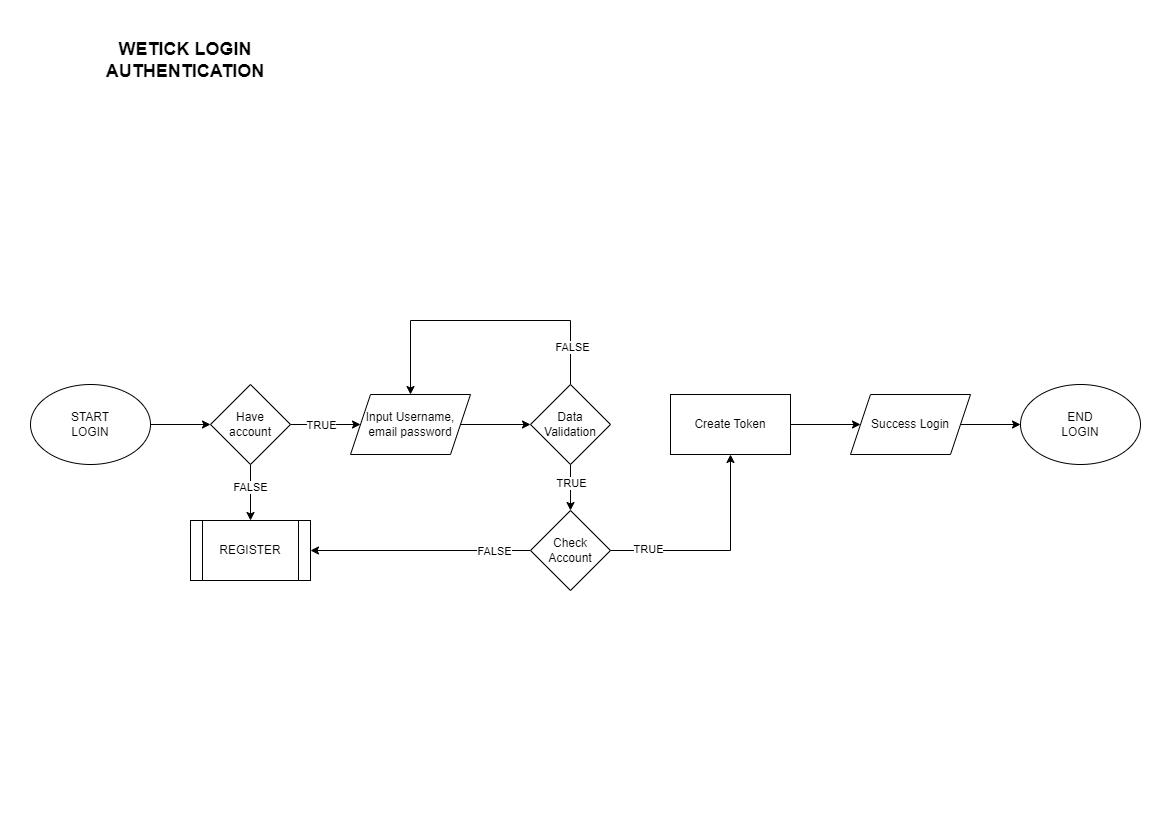 WETICK LOGIN
AUTHENTICATION
FALSE
START
LOGIN
Have
account
TRUE
Input Username,
email password
Data
Validation
Create Token
Success Login
END
LOGIN
FALSE
TRUE
REGISTER
FALSE
Check
Account
TRUE